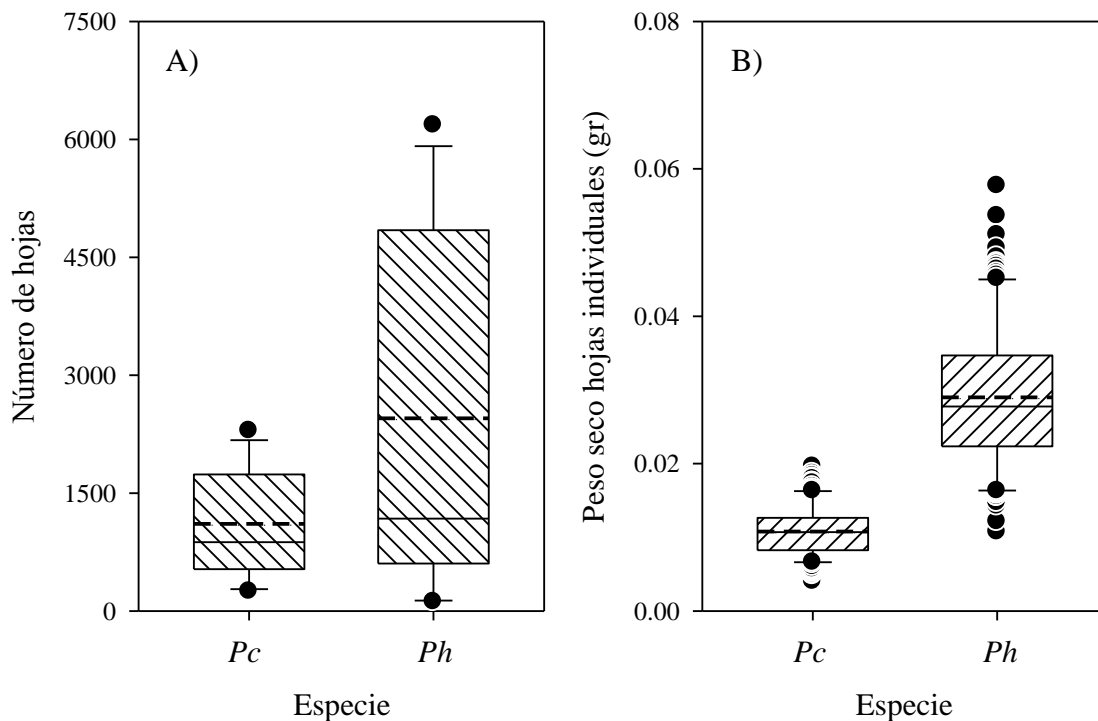 A)
Número de hojas
7500
6000
4500
3000
1500
0
Pc
Ph
Especie
B)
Peso seco hojas individuales (gr)
0.08
0.06
0.04
0.02
0.00
Pc
Ph
Especie